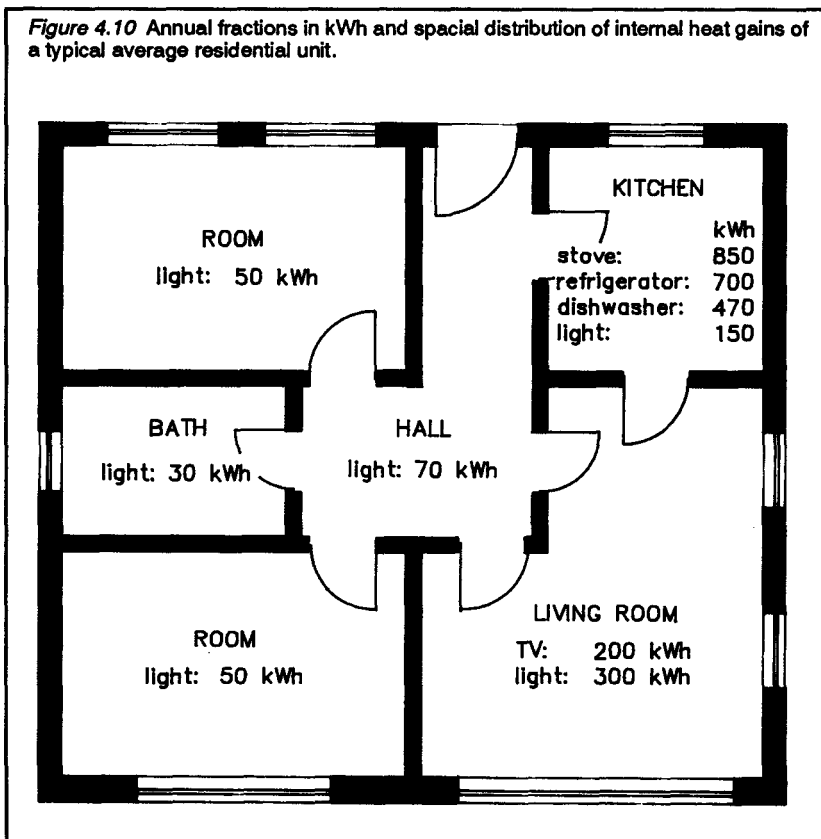 Figure 4.10 Annual fractions in kWh and spacial distribution of internal heat gains of
a typical average residential unit.
KITCHEN
kWh
stove: 850
refrigerator: 700
dishwasher: 470
light: 150
ROOM
light: 50 kWh
BATH
light: 30 kWh
HALL
light: 70 kWh
ROOM
light: 50 kWh
LIVING ROOM
TV: 200 kWh
light: 300 kWh